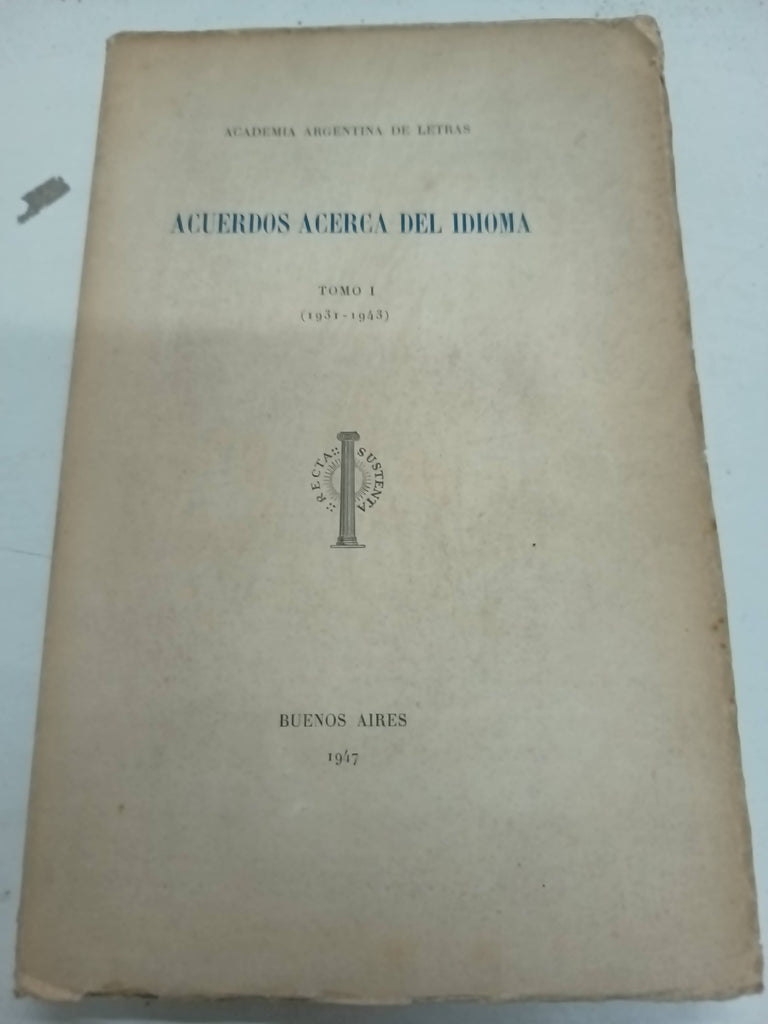 ACADEMIA ARGENTINA DE LETRAS
ACUERDOS ACERCA DEL IDIOMA
TOMO I
(1931-1943)
:: RECTA :: SUSTENTA
BUENOS AIRES
1947